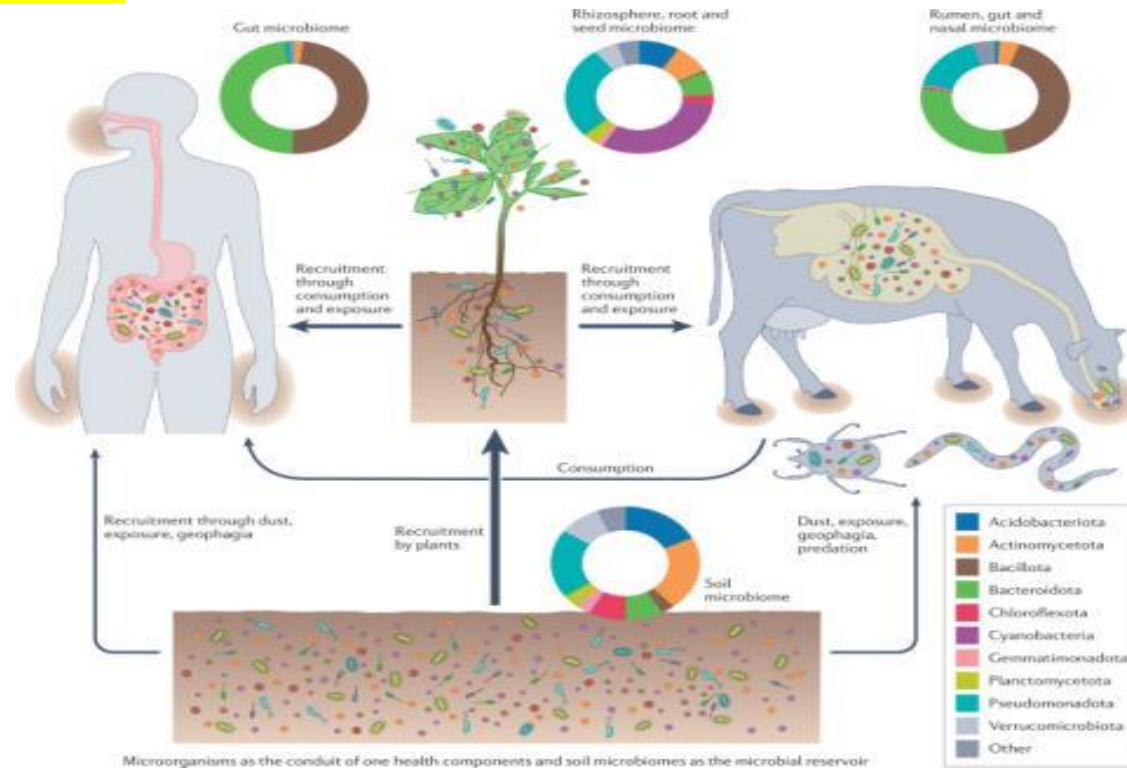 Gut microbiome
Rhizosphere, root and
seed microbiome
Rumen, gut and
nasal microbiome
Recruitment
through
consumption
and exposure
Recruitment
through
consumption
and exposure
Consumption
Recruitment through dust,
exposure, geophagia
Recruitment
by plants
Dust, exposure,
geophagia,
predation
Soil
microbiome
Acidobacteriota
Actinomycetota
Bacillota
Bacteroidota
Chloroflexota
Cyanobacteria
Gemmatimonadota
Planctomycetota
Pseudomonadota
Verrucomicrobiota
Other
Microorganisms as the conduit of one health components and soil microbiomes as the microbial reservoir